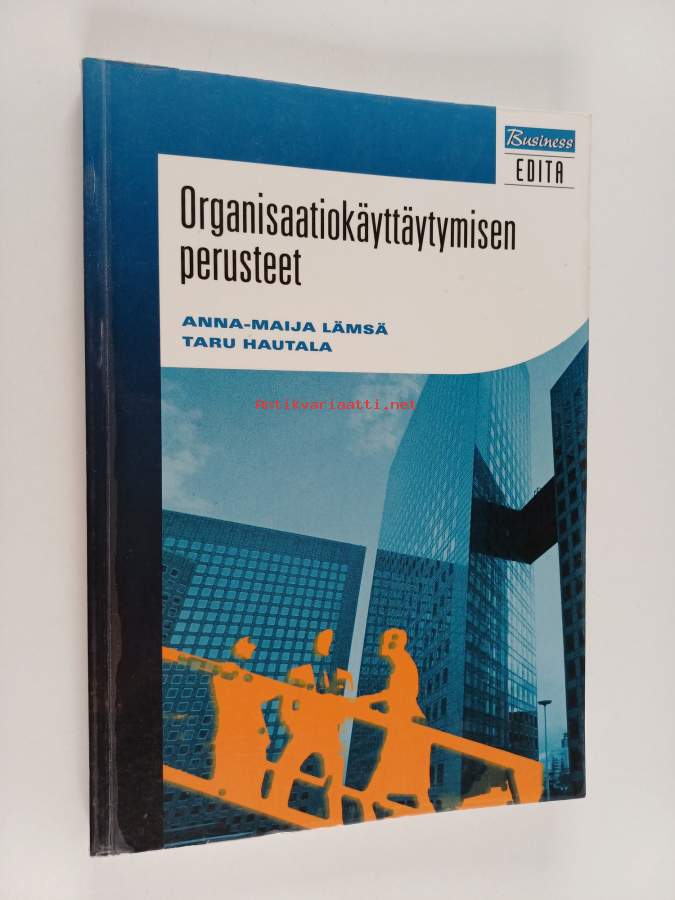 Business
EDITA
Organisaatiokäyttäytymisen
perusteet
ANNA-MAIJA LÄMSÄ
TARU HAUTALA
Antikvariaatti.net